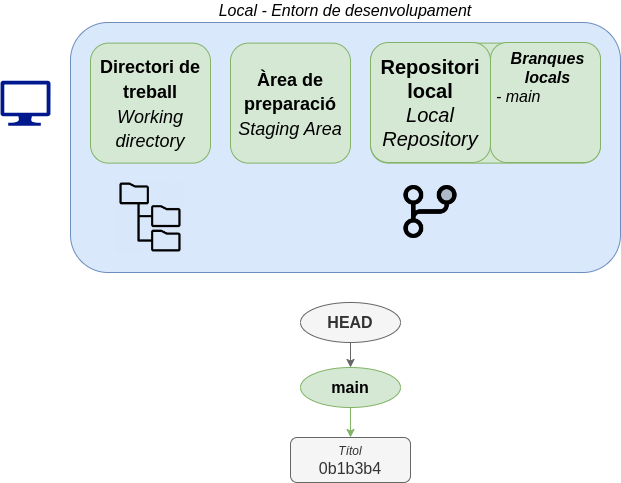 Local - Entorn de desenvolupament
Directori de
treball
Working
directory
Àrea de
preparació
Staging Area
Repositori
local
Local
Repository
Branques
locals
- main
HEAD
main
Títol
0b1b3b4